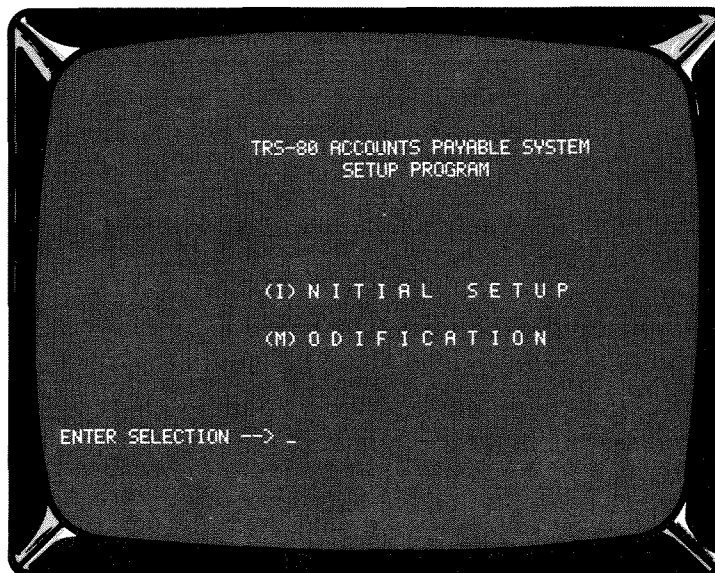 TRS-80 ACCOUNTS PAYABLE SYSTEM
SETUP PROGRAM
(I) N I T I A L   S E T U P
(M) O D I F I C A T I O N
ENTER SELECTION --> _